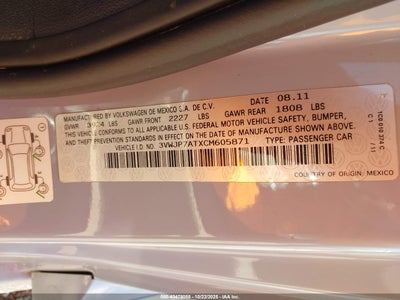 MANUFACTURED BY VOLKSWAGEN DE MEXICO S.A. DE C.V. DATE 08.11
GVWR LBS GAWR FRONT 2227 LBS GAWR REAR 1808 LBS
THIS VEHICLE CONFORMS TO ALL APPLICABLE U.S. FEDERAL MOTOR VEHICLE SAFETY, BUMPER,
AND THEFT PREVENTION STANDARDS IN EFFECT ON THE DATE OF MANUFACTURE SHOWN ABOVE.
VEHICLE I.D. NO.: 3VWJP7ATXCM605871 TYPE: PASSENGER CAR
COUNTRY OF ORIGIN: MEXICO